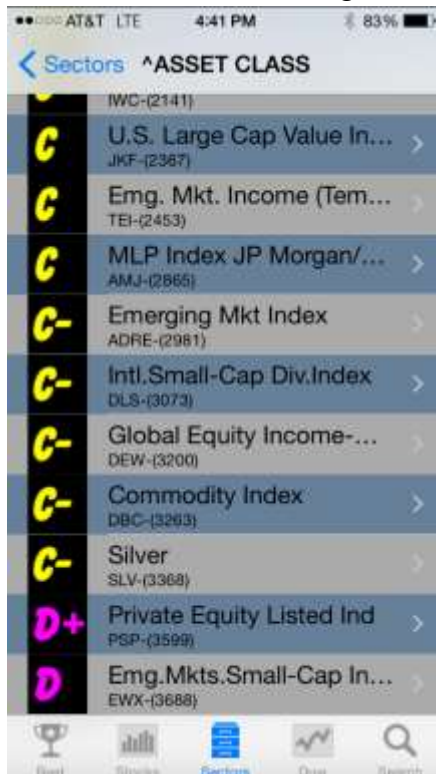 AT&T LTE 4:41 PM 83%
Sectors ^ASSET CLASS
IWC-(2141)
C U.S. Large Cap Value In...
JKF-(2367)
C Emg. Mkt. Income (Tem...
TEI-(2453)
C MLP Index JP Morgan/...
AMJ-(2865)
C- Emerging Mkt Index
ADRE-(2981)
C- Intl.Small-Cap Div.Index
DLS-(3073)
C- Global Equity Income-...
DEW-(3200)
C- Commodity Index
DBC-(3263)
C- Silver
SLV-(3368)
D+ Private Equity Listed Ind
PSP-(3599)
D Emg.Mkts.Small-Cap In...
EWX-(3688)
Stocks Sectors Search